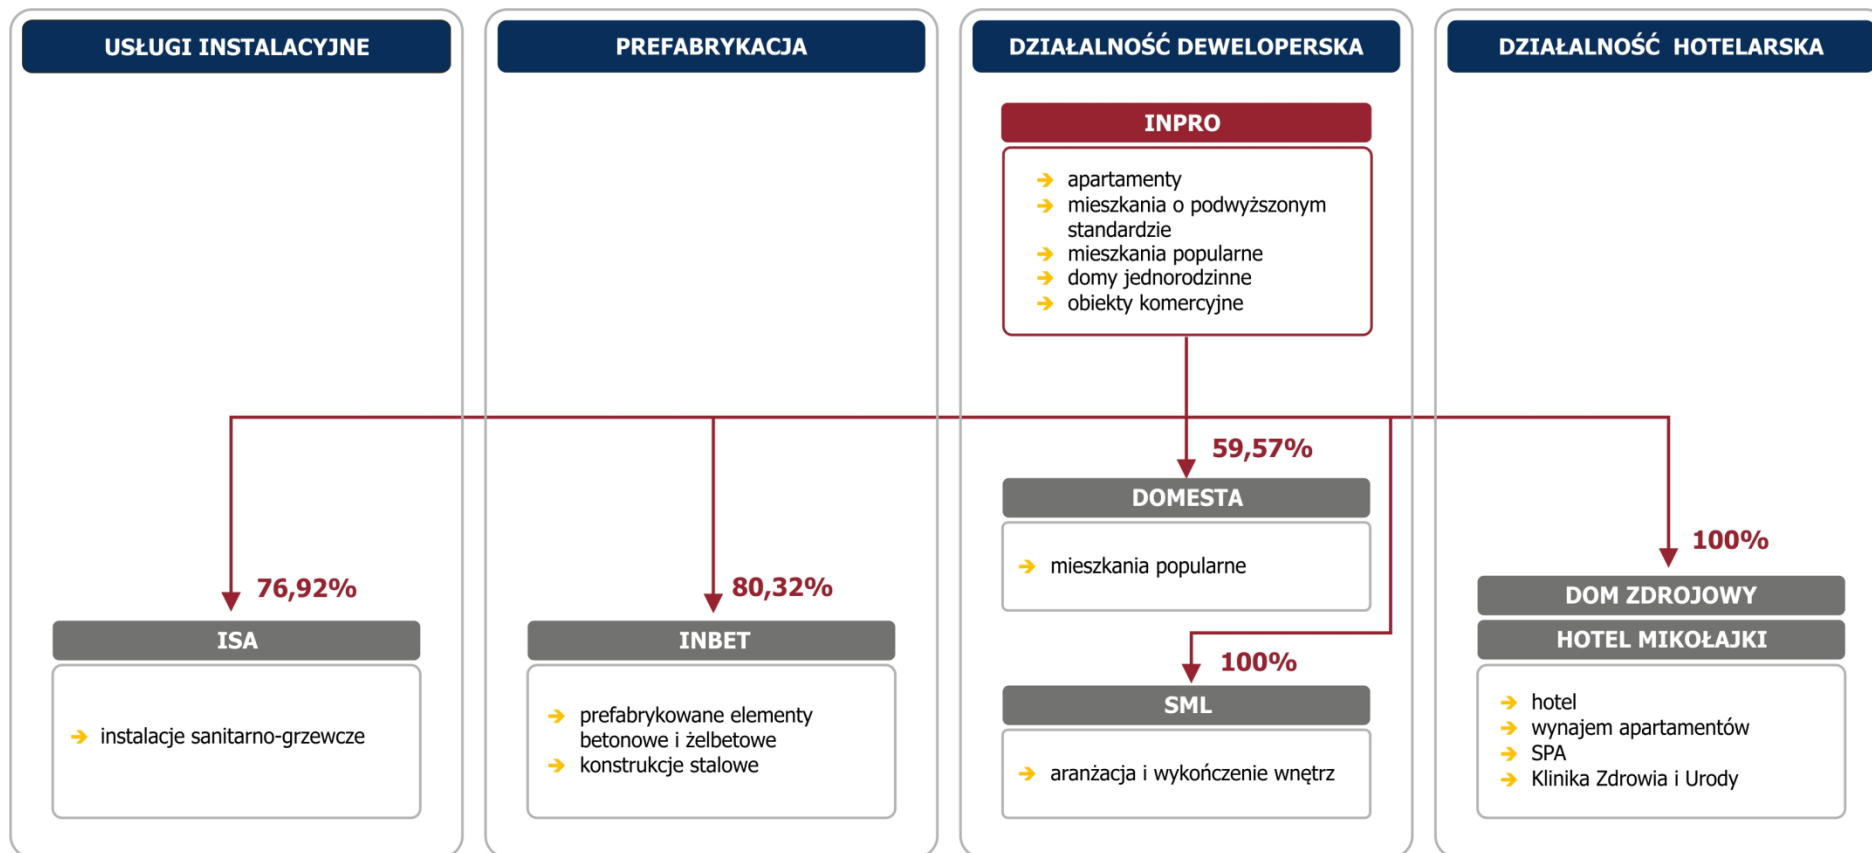 USŁUGI INSTALACYJNE
PREFABRYKACJA
DZIAŁALNOŚĆ DEWELOPERSKA
DZIAŁALNOŚĆ HOTELARSKA
INPRO
apartamenty
mieszkania o podwyższonym
standardzie
mieszkania popularne
domy jednorodzinne
obiekty komercyjne
76,92%
ISA
instalacje sanitarno-grzewcze
80,32%
INBET
prefabrykowane elementy
betonowe i żelbetowe
konstrukcje stalowe
59,57%
DOMESTA
mieszkania popularne
100%
SML
aranżacja i wykończenie wnętrz
100%
DOM ZDROJOWY
HOTEL MIKOŁAJKI
hotel
wynajem apartamentów
SPA
Klinika Zdrowia i Urody